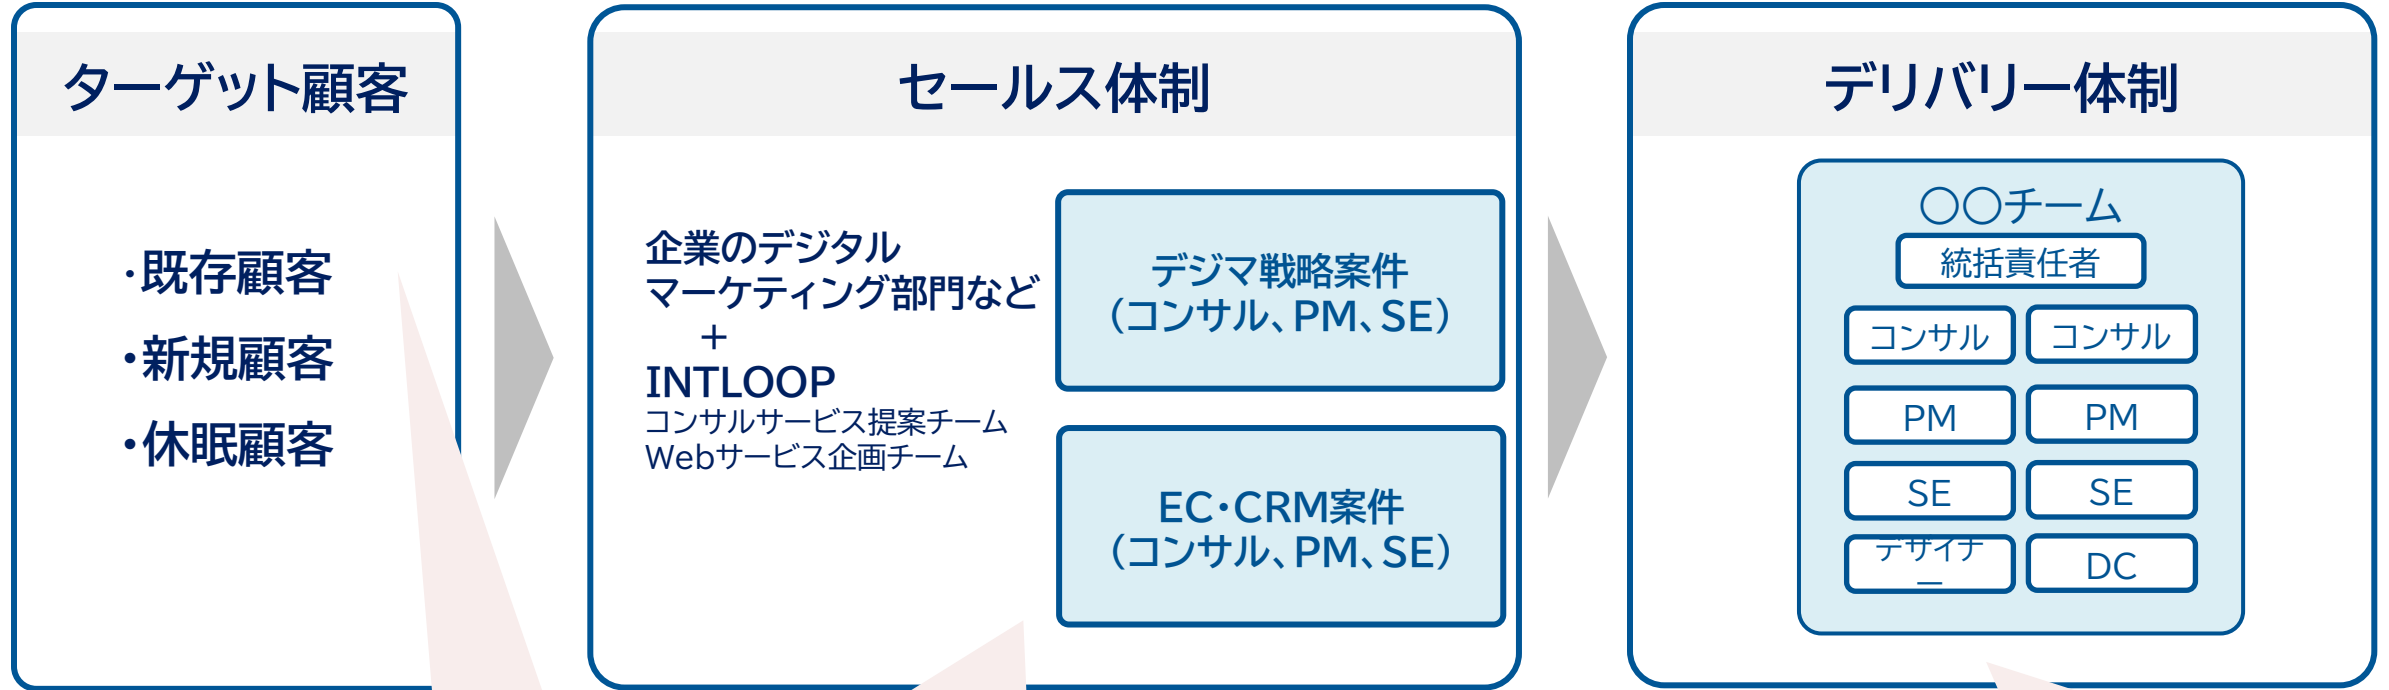 ターゲット顧客
・既存顧客
・新規顧客
・休眠顧客
セールス体制
企業のデジタル
マーケティング部門など
+
INTLOOP
コンサルサービス提案チーム
Webサービス企画チーム
デジマ戦略案件
（コンサル、PM、SE）
EC・CRM案件
（コンサル、PM、SE）
デリバリー体制
〇〇チーム
統括責任者
コンサル
コンサル
PM
PM
SE
SE
デザイナ
ー
DC